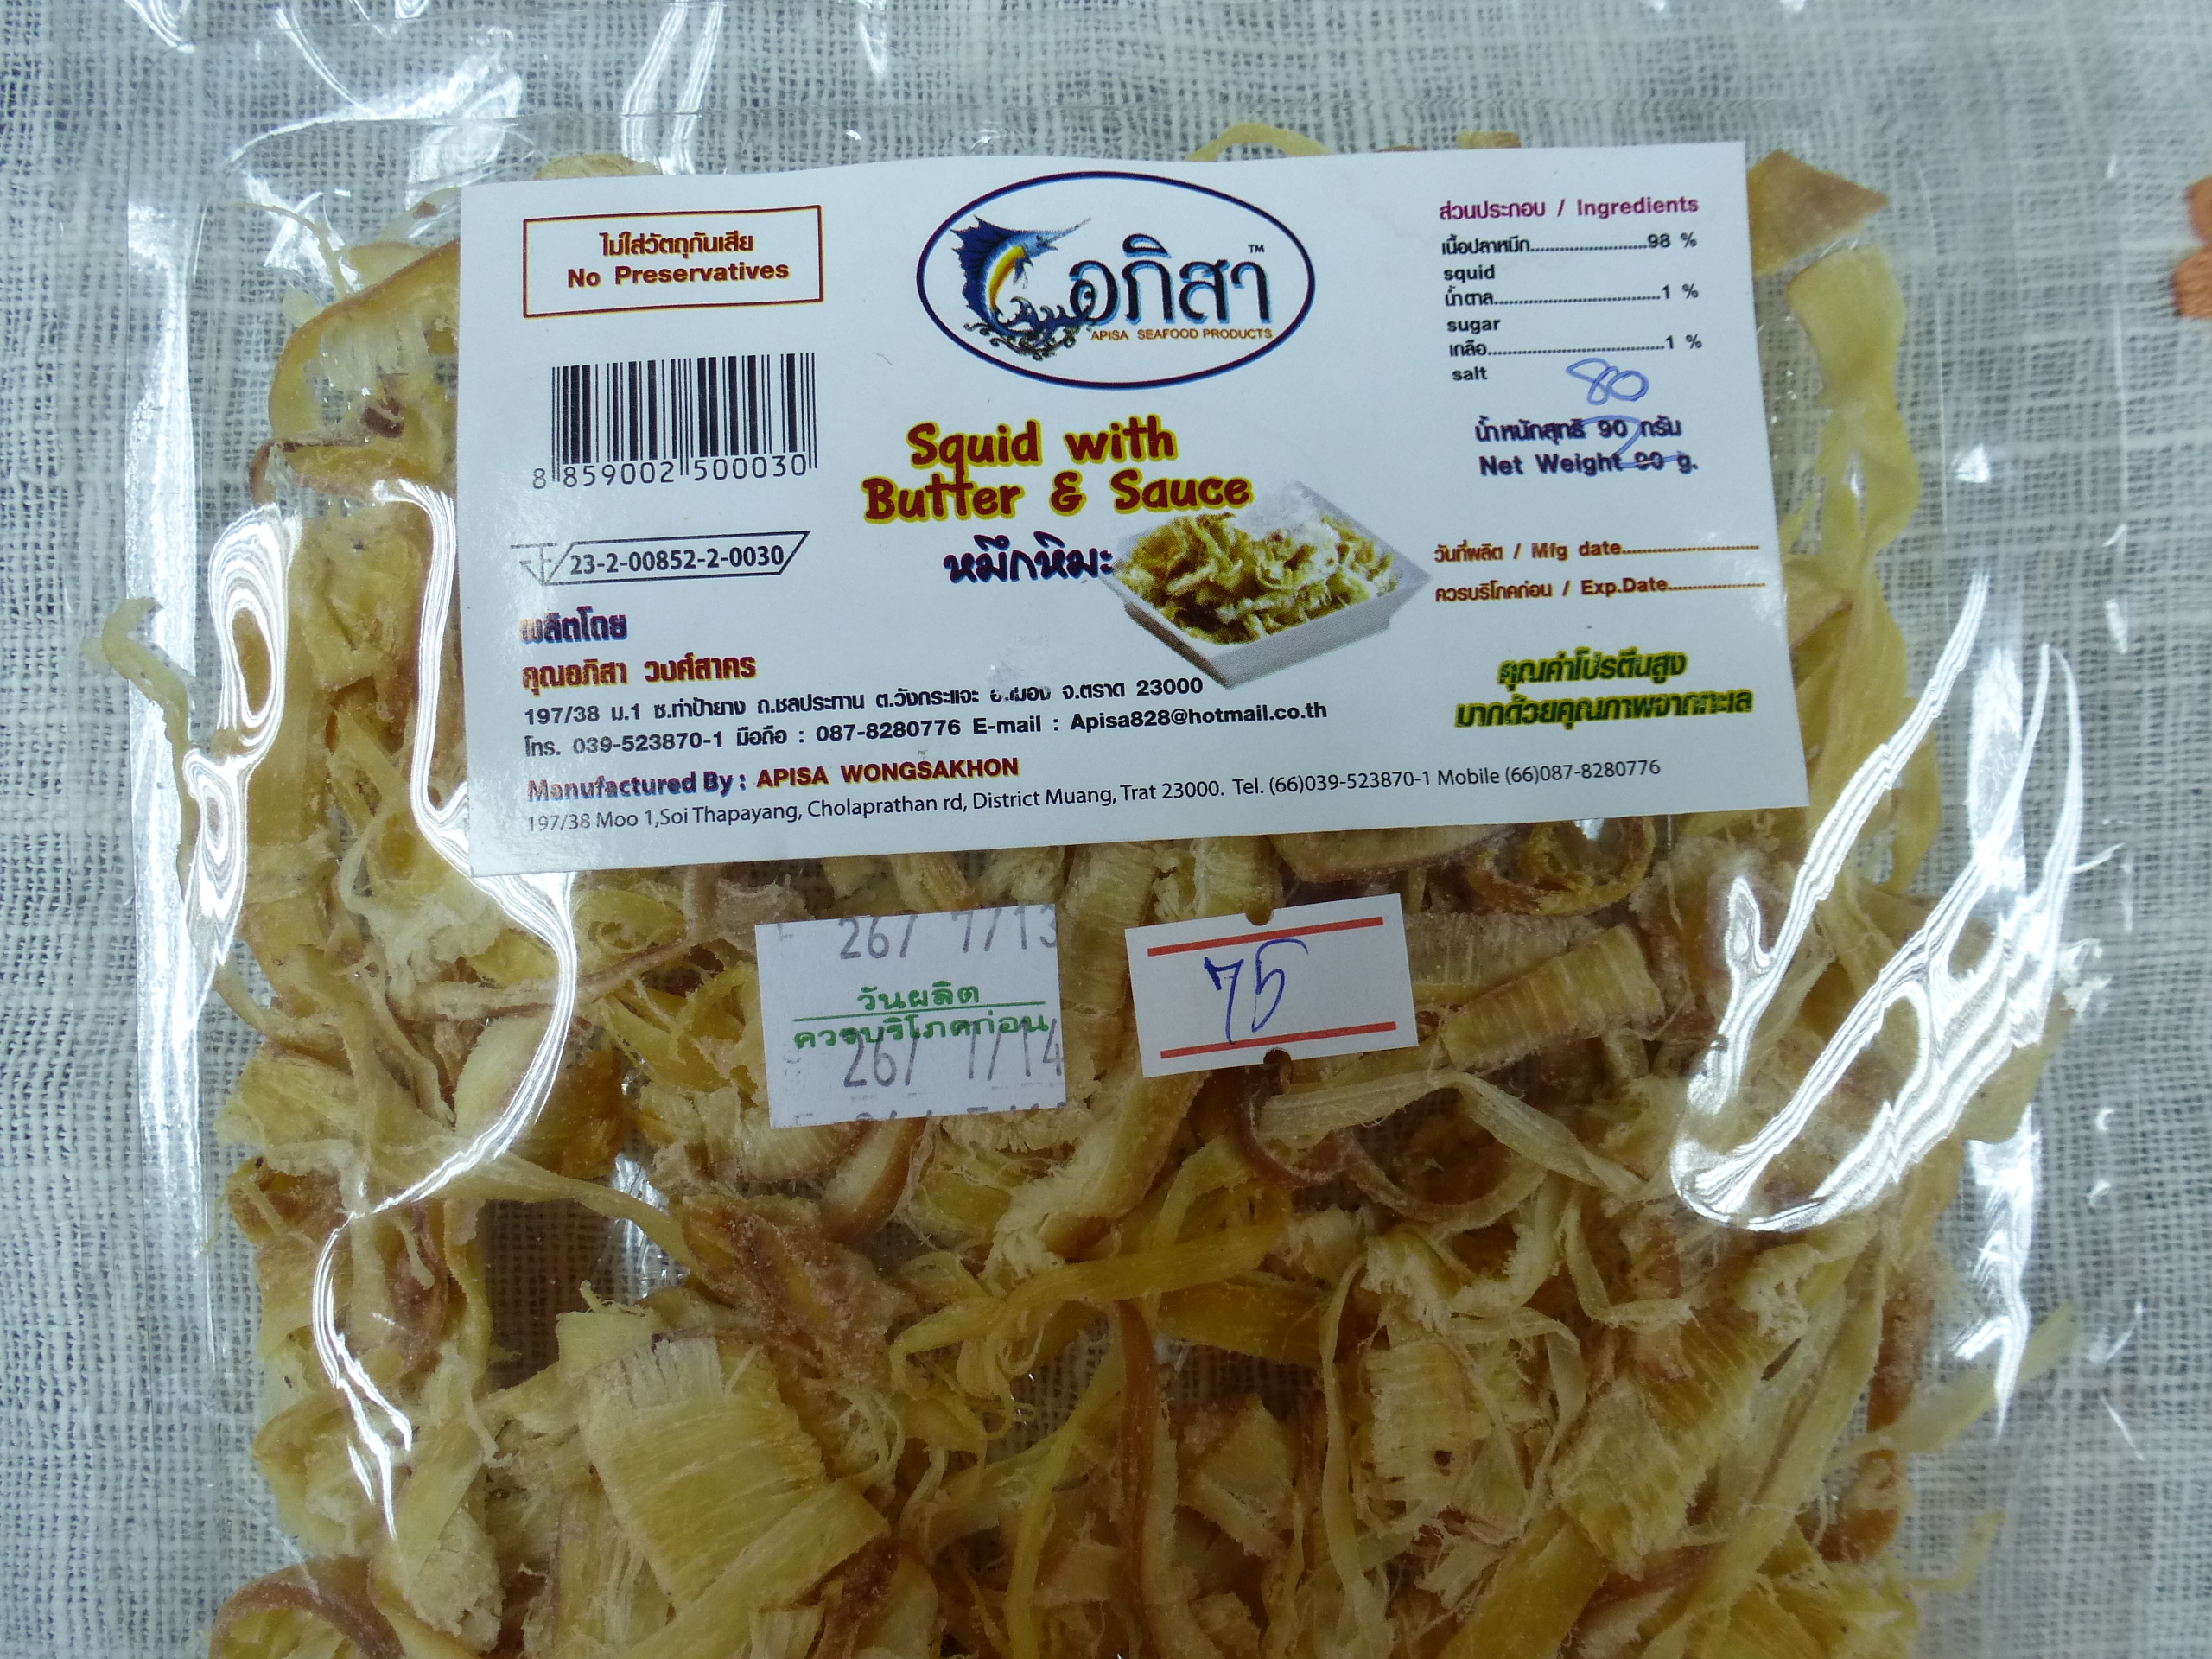 ไม่ใส่วัตถุกันเสีย
No Preservatives
8 859002 500030
23-2-00852-2-0030
อภิสา™
APISA SEAFOOD PRODUCTS
Squid with
Butter & Sauce
หมึกหิมะ
ส่วนประกอบ / Ingredients
เนื้อปลาหมึก........................98 %
squid
น้ำตาล...................................1 %
sugar
เกลือ.....................................1 %
salt
80
น้ำหนักสุทธิ 90 กรัม
Net Weight 90 g.
วันที่ผลิต / Mfg date............................
ควรบริโภคก่อน / Exp.Date....................
คุณค่าโปรตีนสูง
มากด้วยคุณภาพจากทะเล
ผลิตโดย
คุณอภิสา วงศ์สาคร
197/38 ม.1 ซ.ท่าป้ายาง ถ.ชลประทาน ต.วังกระแจะ อ.เมือง จ.ตราด 23000
โทร. 039-523870-1 มือถือ : 087-8280776 E-mail : Apisa828@hotmail.co.th
Manufactured By : APISA WONGSAKHON
197/38 Moo 1,Soi Thapayang, Cholaprathan rd, District Muang, Trat 23000. Tel. (66)039-523870-1 Mobile (66)087-8280776
26/ 7/13
วันผลิต
ควรบริโภคก่อน
26/ 7/14
75